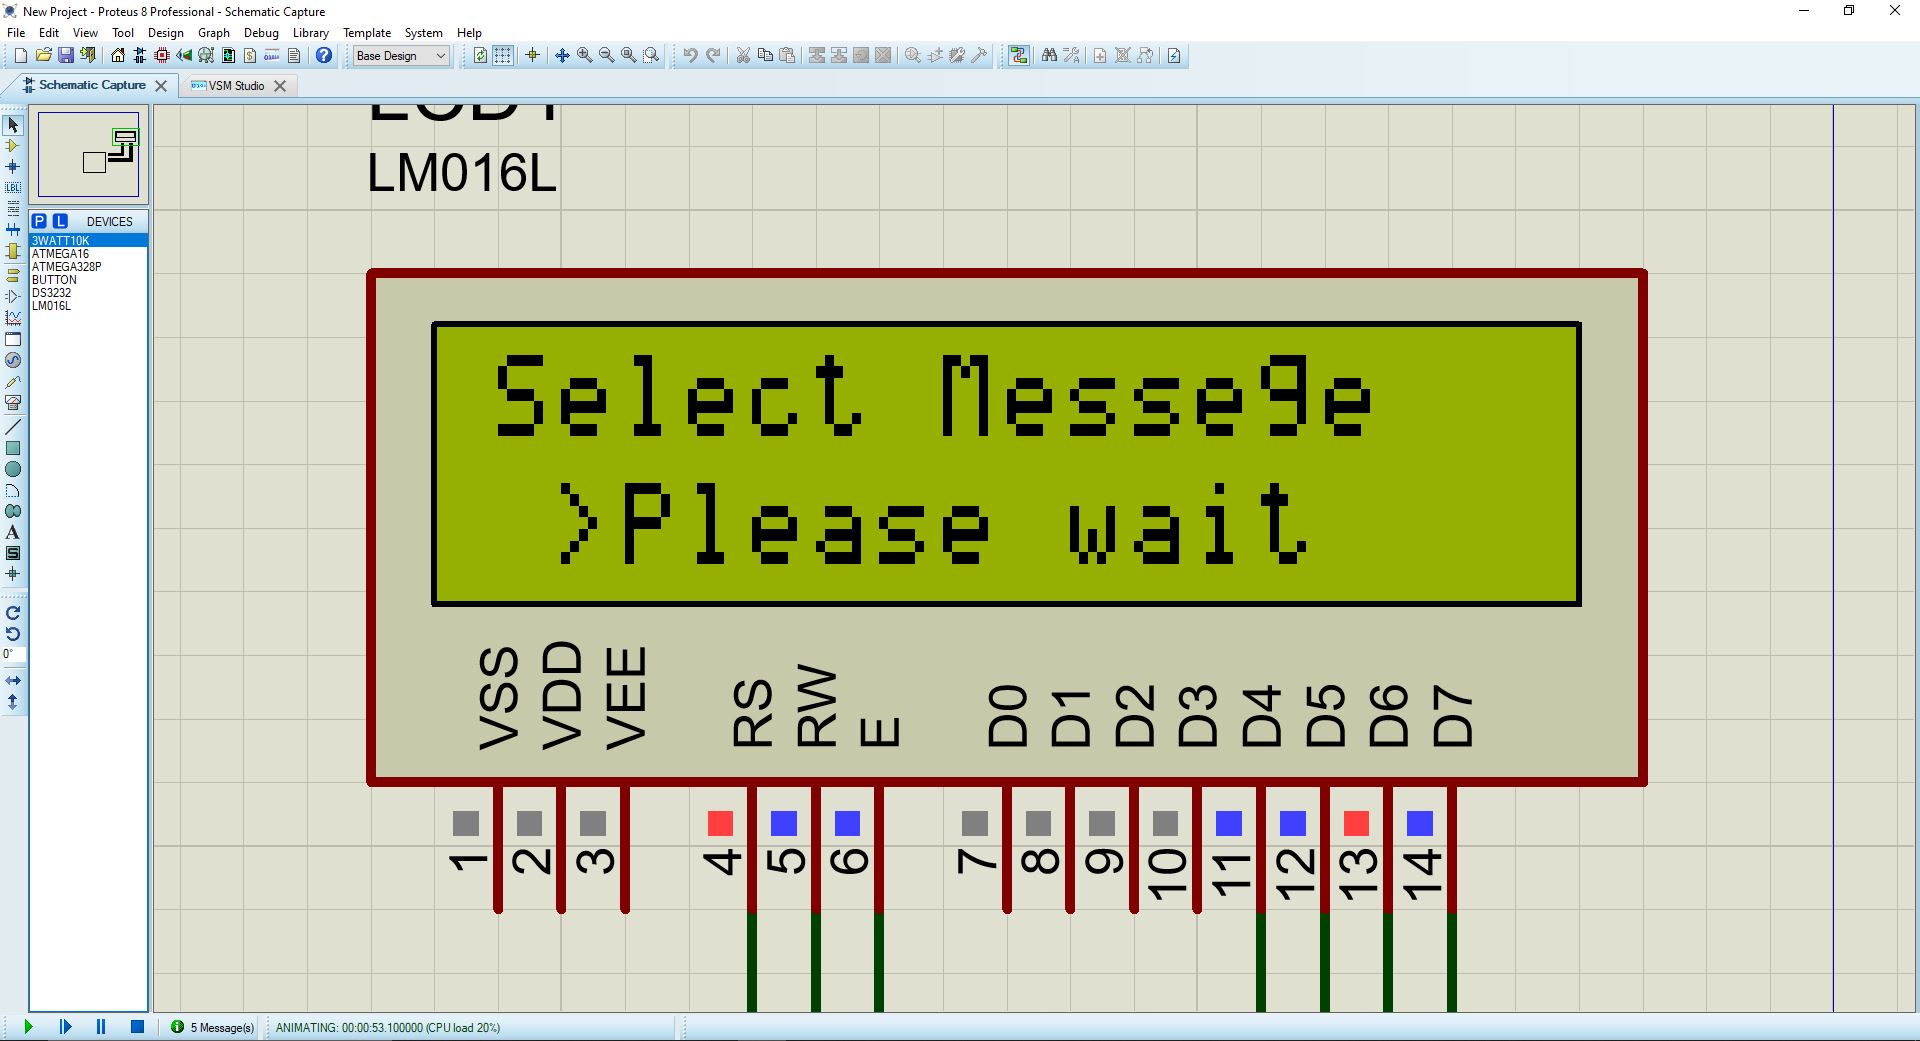 New Project - Proteus 8 Professional - Schematic Capture
File Edit View Tool Design Graph Debug Library Template System Help
Base Design
Schematic Capture VSM Studio
LCD1
LM016L
P L DEVICES
3WATT10K
ATMEGA16
ATMEGA328P
BUTTON
DS3232
LM016L
LBL
A
S
0°
Select Messege
>Please wait
VSS VDD VEE RS RW E D0 D1 D2 D3 D4 D5 D6 D7
1 2 3 4 5 6 7 8 9 10 11 12 13 14
5 Message(s) ANIMATING: 00:00:53.100000 (CPU load 20%)